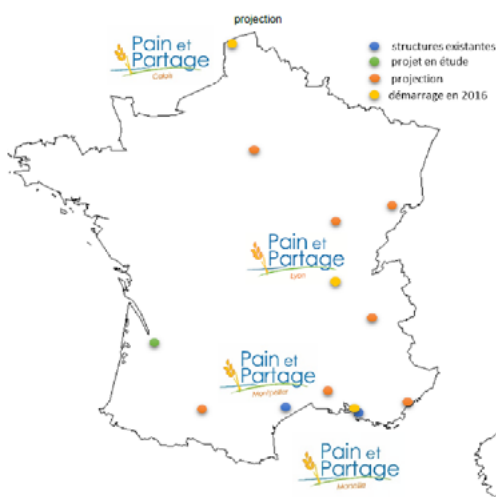 projection
Pain et
Partage
Calais
structures existantes
projet en étude
projection
démarrage en 2016
Pain et
Partage
Lyon
Pain et
Partage
Montpellier
Pain et
Partage
Marseille